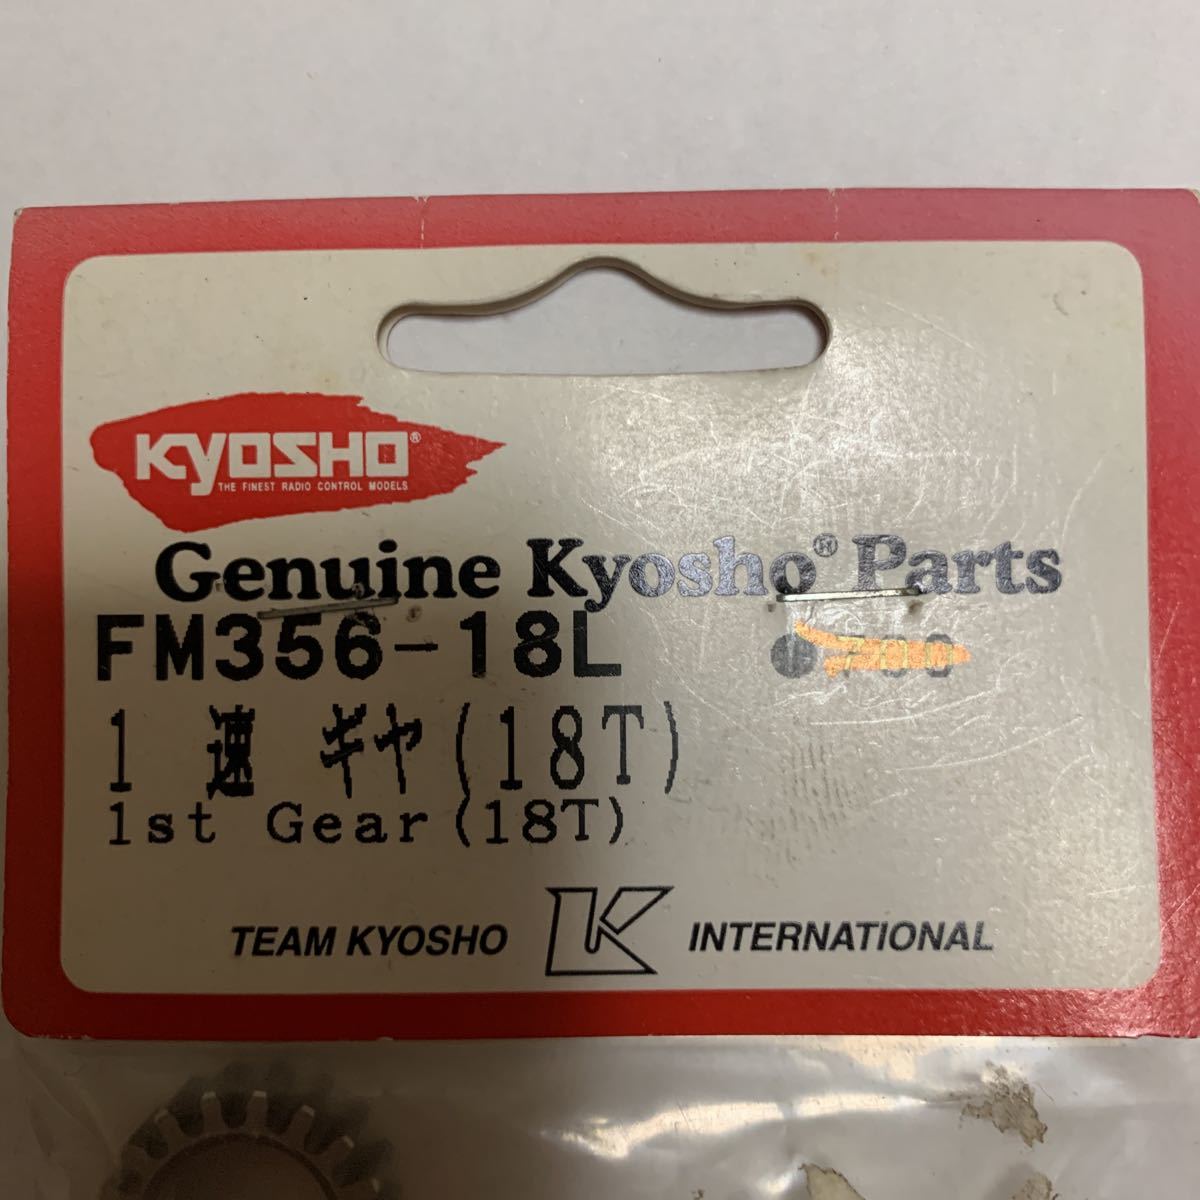 KYOSHO®
THE FINEST RADIO CONTROL MODELS
Genuine Kyosho® Parts
FM356-18L
1速 ギヤ(18T)
1st Gear(18T)
TEAM KYOSHO K INTERNATIONAL